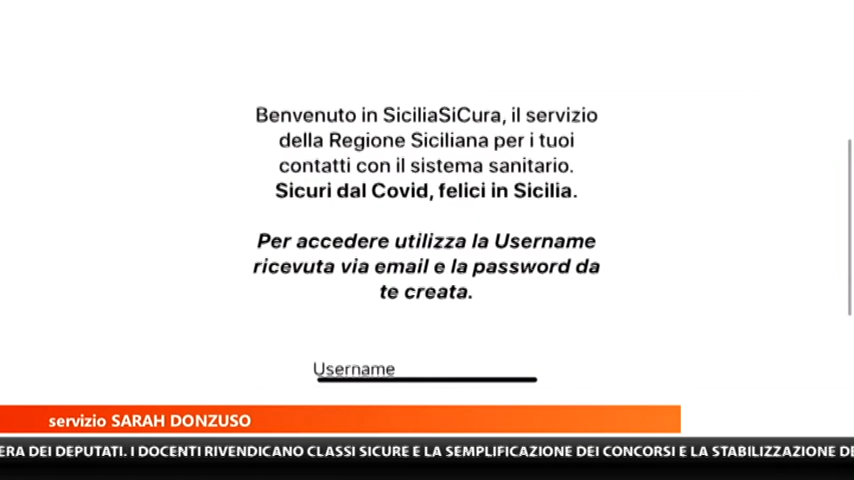 Benvenuto in SiciliaSiCura, il servizio
della Regione Siciliana per i tuoi
contatti con il sistema sanitario.
Sicuri dal Covid, felici in Sicilia.
Per accedere utilizza la Username
ricevuta via email e la password da
te creata.
Username
servizio SARAH DONZUSO
ERA DEI DEPUTATI. I DOCENTI RIVENDICANO CLASSI SICURE E LA SEMPLIFICAZIONE DEI CONCORSI E LA STABILIZZAZIONE DE